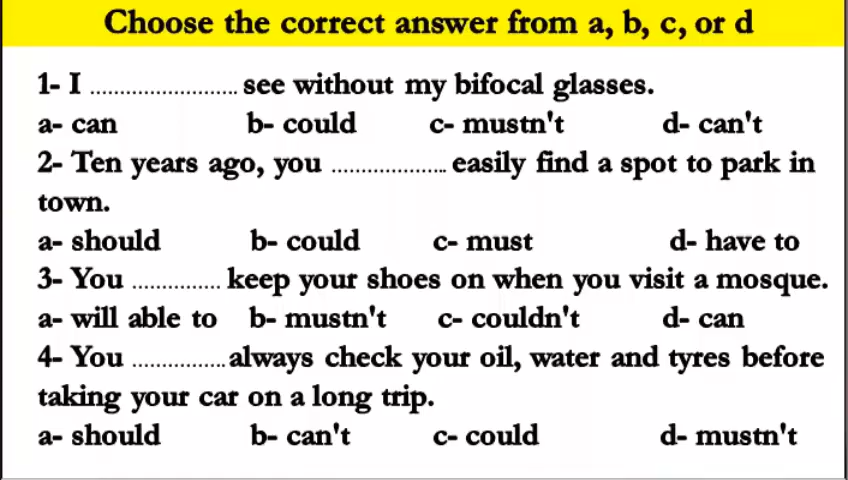 Choose the correct answer from a, b, c, or d
1- I ......................... see without my bifocal glasses.
a- can b- could c- mustn't d- can't
2- Ten years ago, you ................... easily find a spot to park in
town.
a- should b- could c- must d- have to
3- You ............... keep your shoes on when you visit a mosque.
a- will able to b- mustn't c- couldn't d- can
4- You ................ always check your oil, water and tyres before
taking your car on a long trip.
a- should b- can't c- could d- mustn't